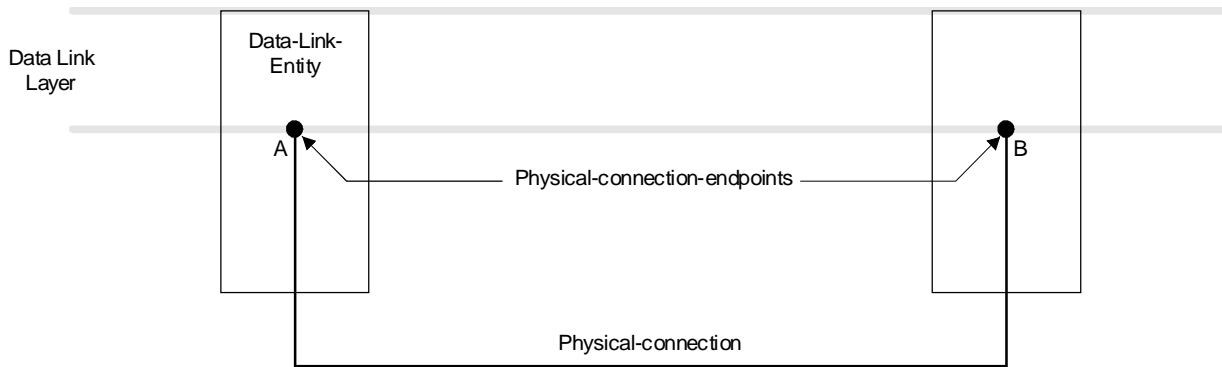 Data-Link-
Entity
Data Link
Layer
A
B
Physical-connection-endpoints
Physical-connection